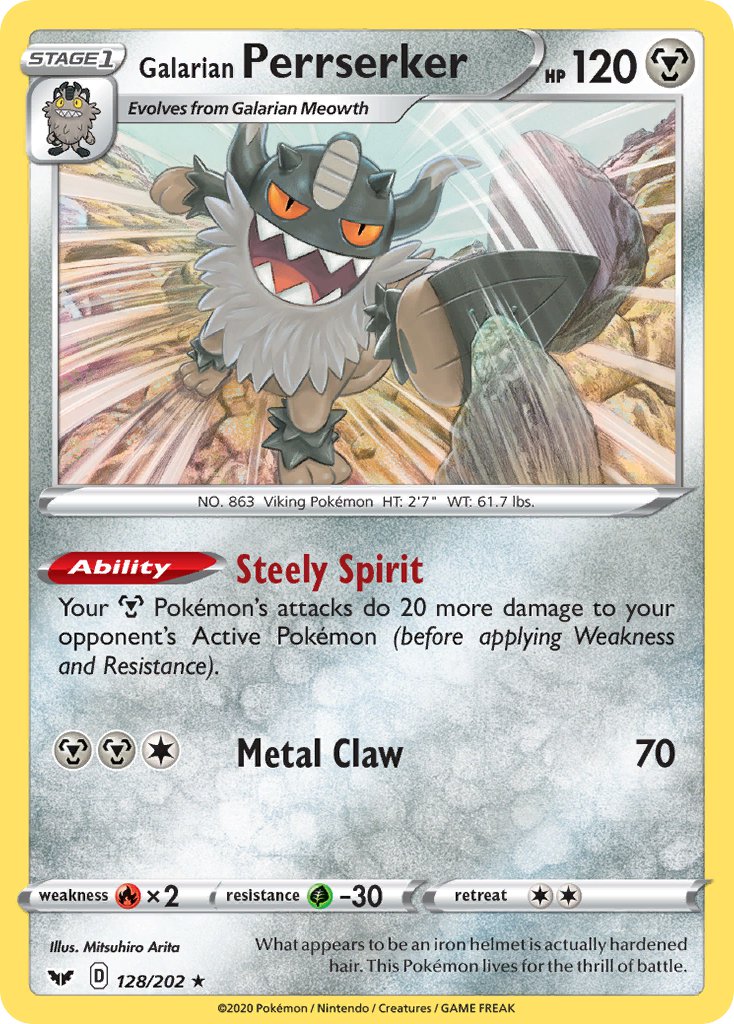 STAGE1
Galarian Perrserker
HP 120
Evolves from Galarian Meowth
NO. 863 Viking Pokémon HT: 2'7" WT: 61.7 lbs.
Ability Steely Spirit
Your Pokémon's attacks do 20 more damage to your
opponent's Active Pokémon (before applying Weakness
and Resistance).
Metal Claw 70
weakness ×2 resistance -30 retreat
Illus. Mitsuhiro Arita
What appears to be an iron helmet is actually hardened
hair. This Pokémon lives for the thrill of battle.
D 128/202 ★
©2020 Pokémon / Nintendo / Creatures / GAME FREAK